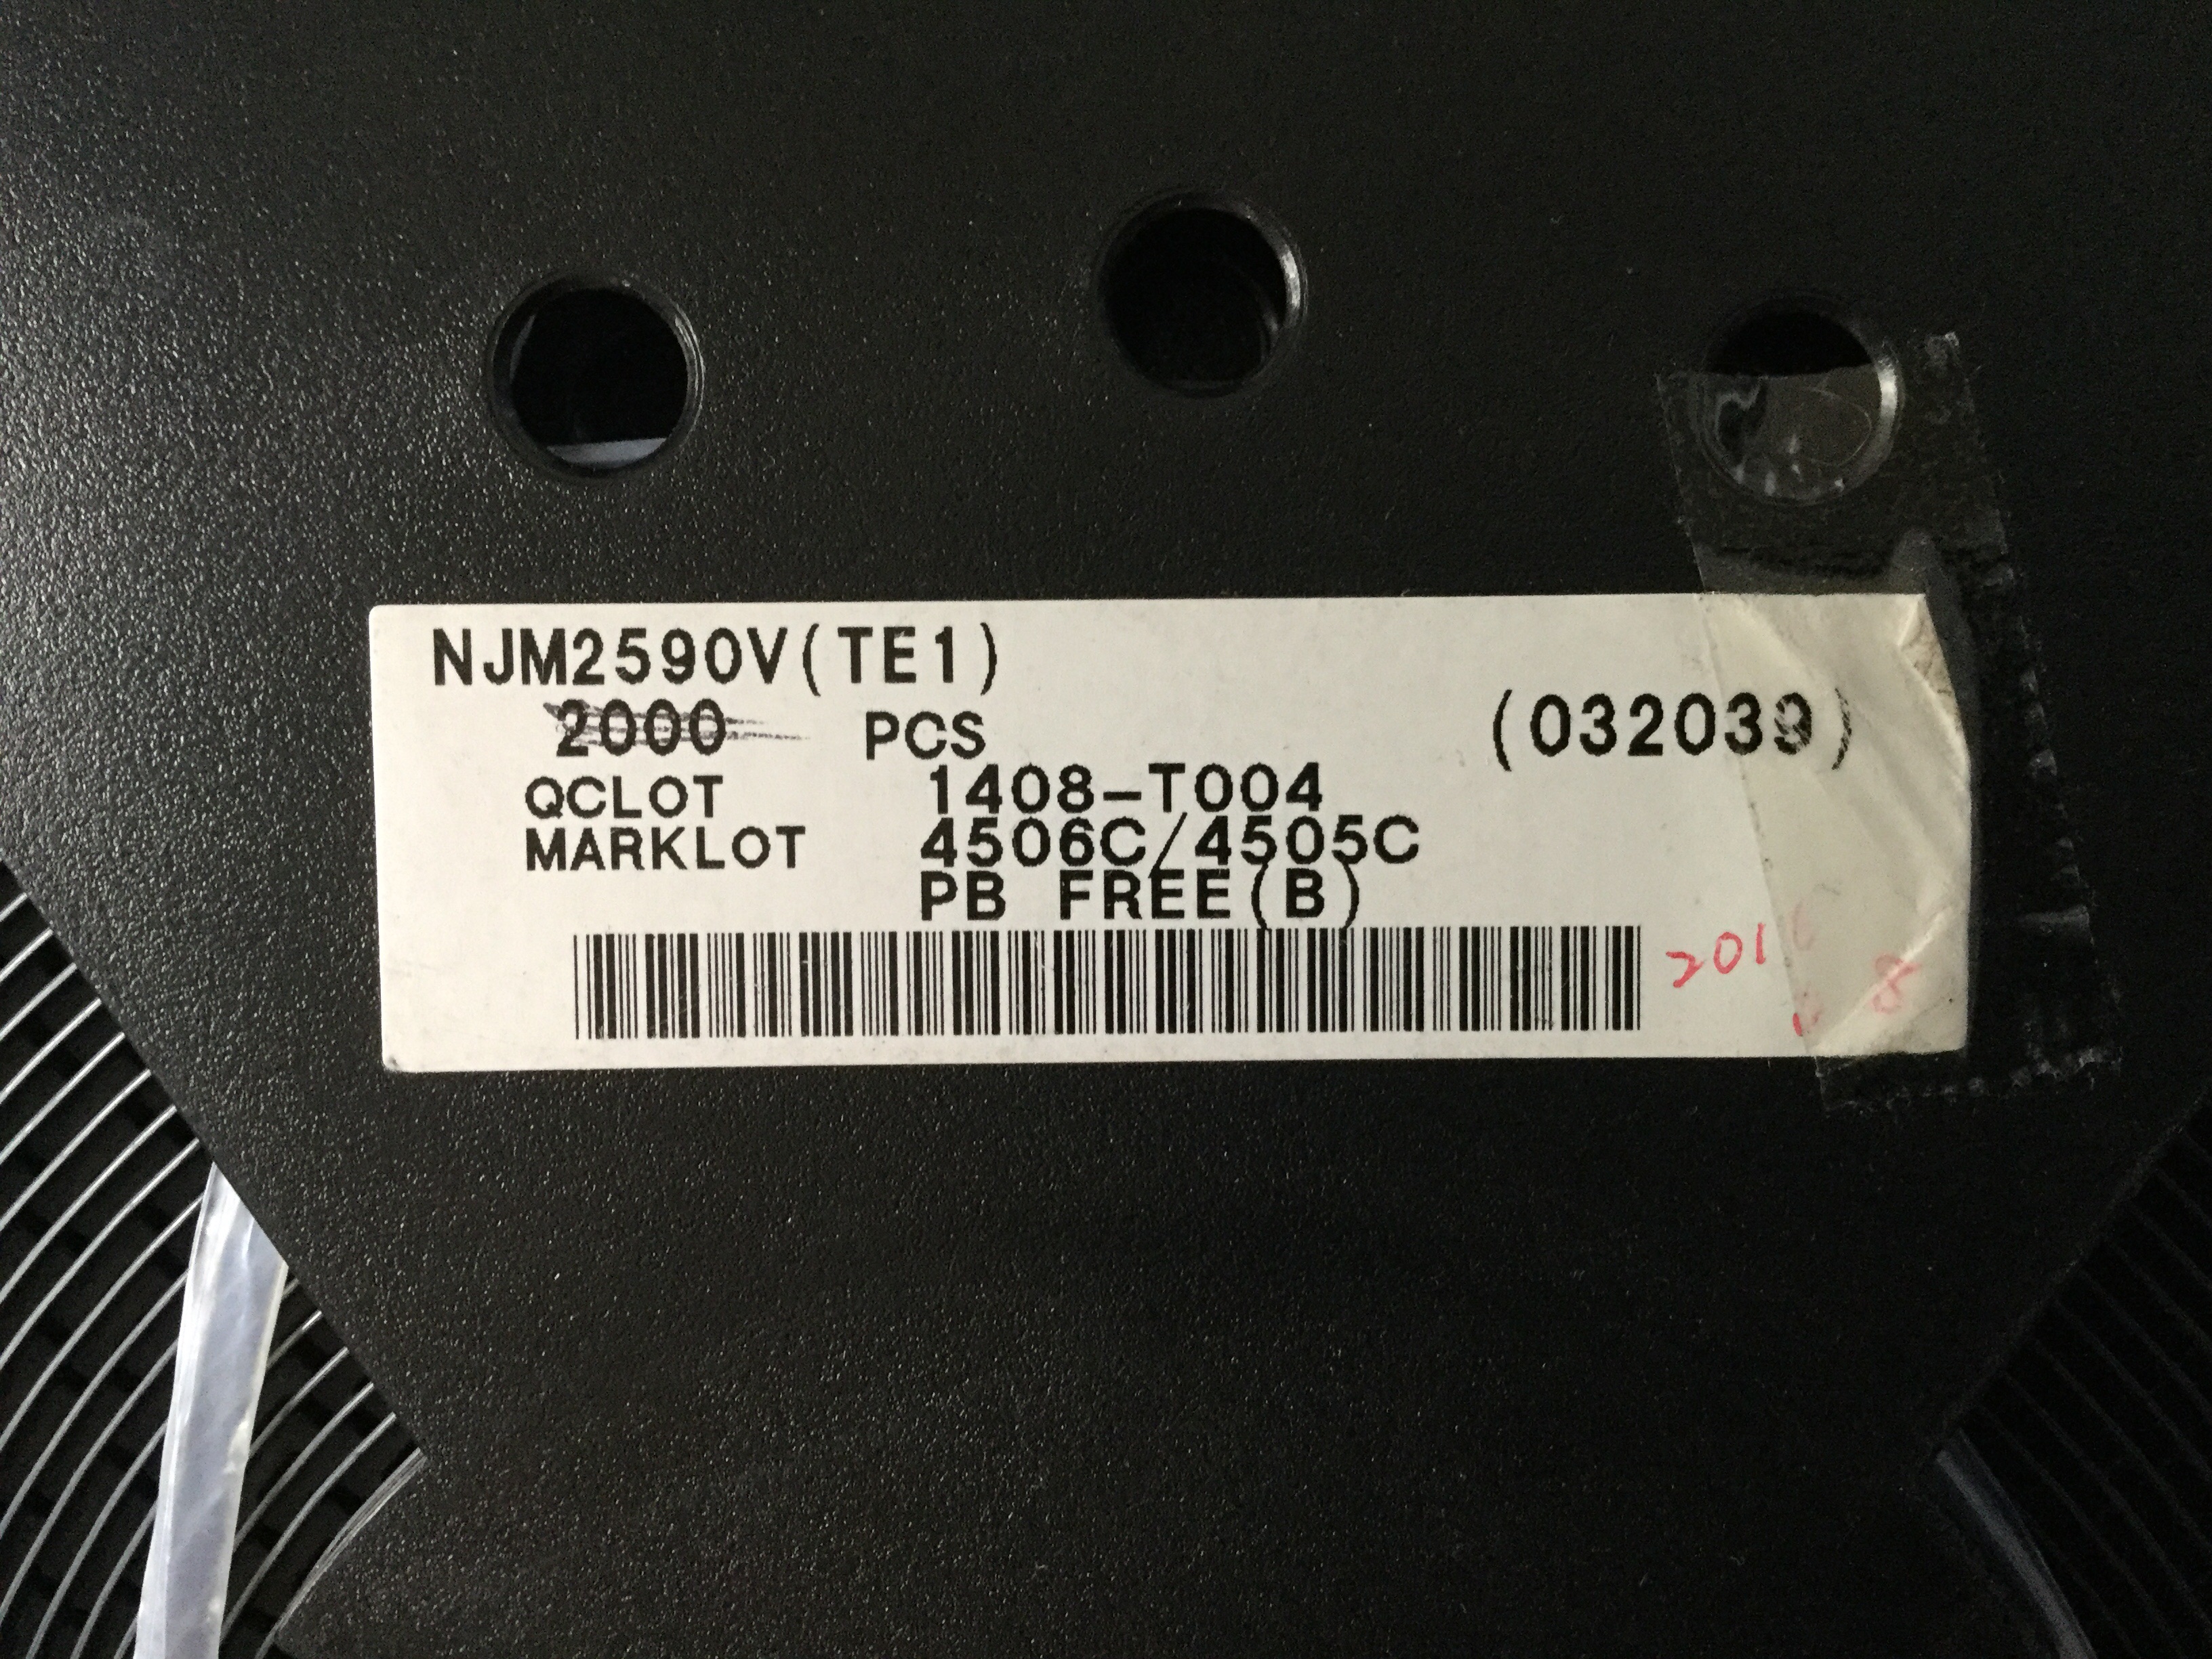 NJM2590V(TE1)
2000 PCS (032039)
QCLOT 1408-T004
MARKLOT 4506C/4505C
PB FREE(B)